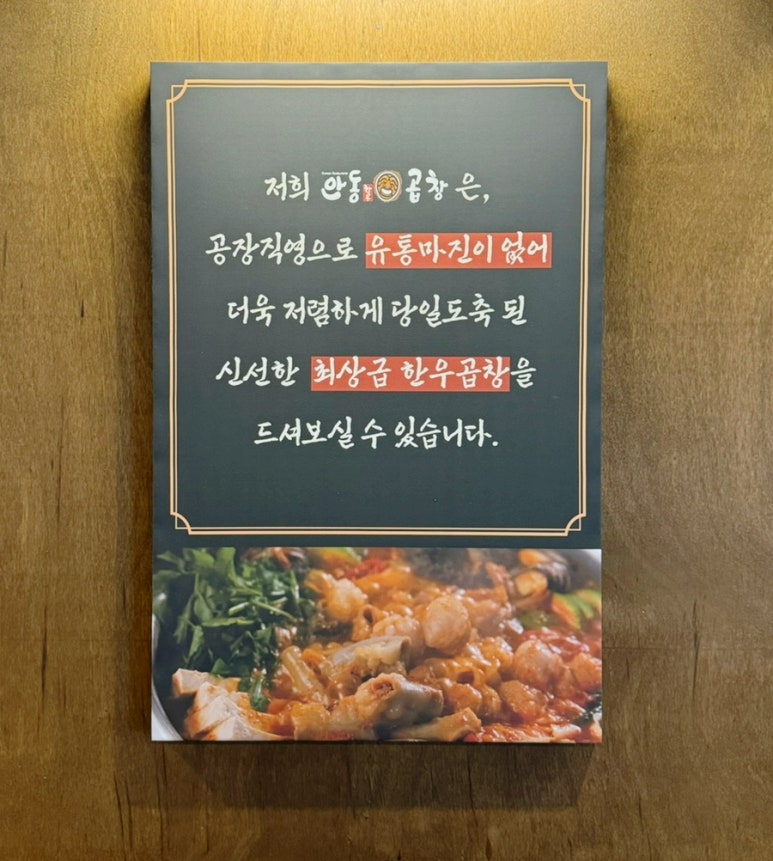 저희 안동 곱창 은,
공장직영으로 유통마진이 없어
더욱 저렴하게 당일도축 된
신선한 최상급 한우곱창을
드셔보실 수 있습니다.